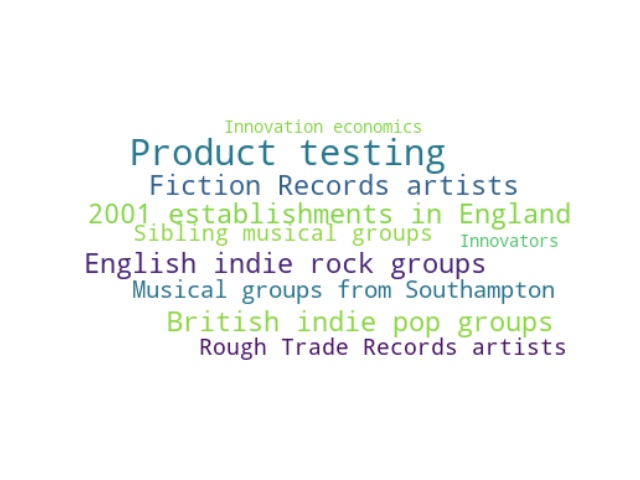 Innovation economics
Product testing
Fiction Records artists
2001 establishments in England
Sibling musical groups
Innovators
English indie rock groups
Musical groups from Southampton
British indie pop groups
Rough Trade Records artists